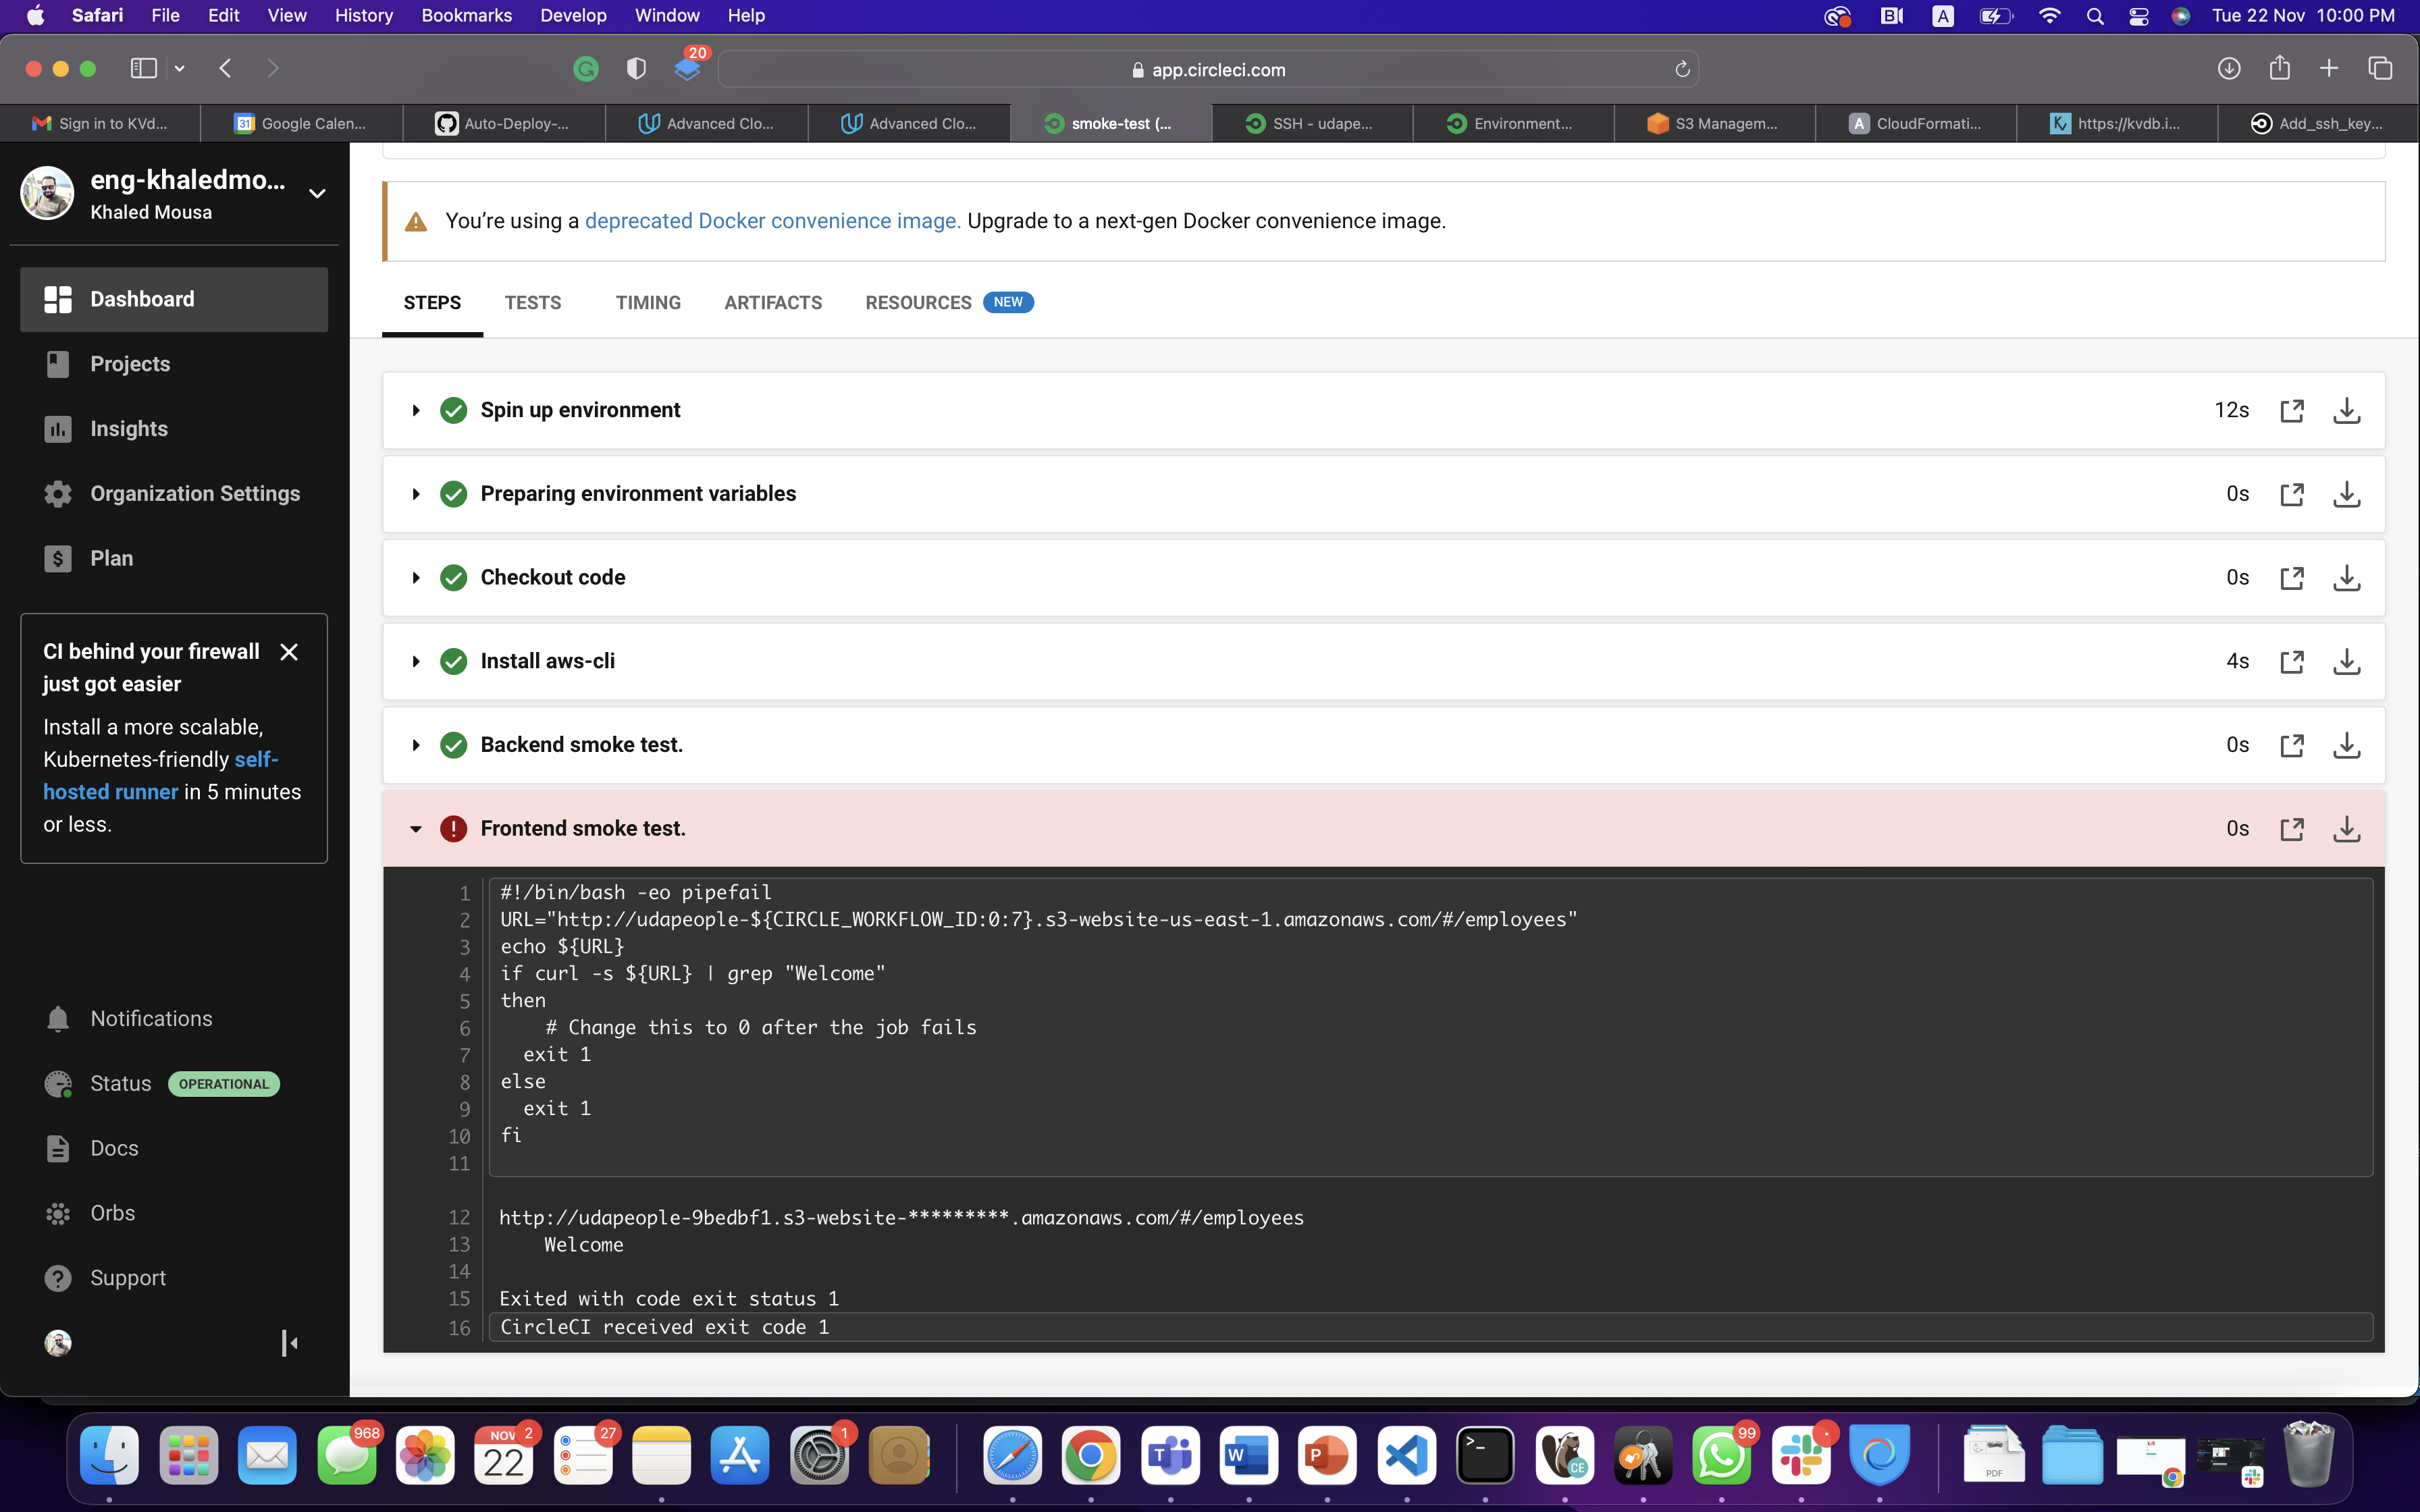 Safari File Edit View History Bookmarks Develop Window Help
A Tue 22 Nov 10:00 PM
20
app.circleci.com
Sign in to KVd...
31 Google Calen...
Auto-Deploy-...
Advanced Clo...
Advanced Clo...
smoke-test (...
SSH - udape...
Environment...
S3 Managem...
A CloudFormati...
https://kvdb.i...
Add_ssh_key...
eng-khaledmo...
Khaled Mousa
Dashboard
Projects
Insights
Organization Settings
Plan
CI behind your firewall
just got easier
Install a more scalable,
Kubernetes-friendly self-
hosted runner in 5 minutes
or less.
Notifications
Status OPERATIONAL
Docs
Orbs
Support
You’re using a deprecated Docker convenience image. Upgrade to a next-gen Docker convenience image.
STEPS TESTS TIMING ARTIFACTS RESOURCES NEW
Spin up environment 12s
Preparing environment variables 0s
Checkout code 0s
Install aws-cli 4s
Backend smoke test. 0s
Frontend smoke test. 0s
1 #!/bin/bash -eo pipefail
2 URL="http://udapeople-${CIRCLE_WORKFLOW_ID:0:7}.s3-website-us-east-1.amazonaws.com/#/employees"
3 echo ${URL}
4 if curl -s ${URL} | grep "Welcome"
5 then
6 # Change this to 0 after the job fails
7 exit 1
8 else
9 exit 1
10 fi
11
12 http://udapeople-9bedbf1.s3-website-*********.amazonaws.com/#/employees
13 Welcome
14
15 Exited with code exit status 1
16 CircleCI received exit code 1
968
NOV 2
22
27
1
T
W
P
>_
CE
99
PDF